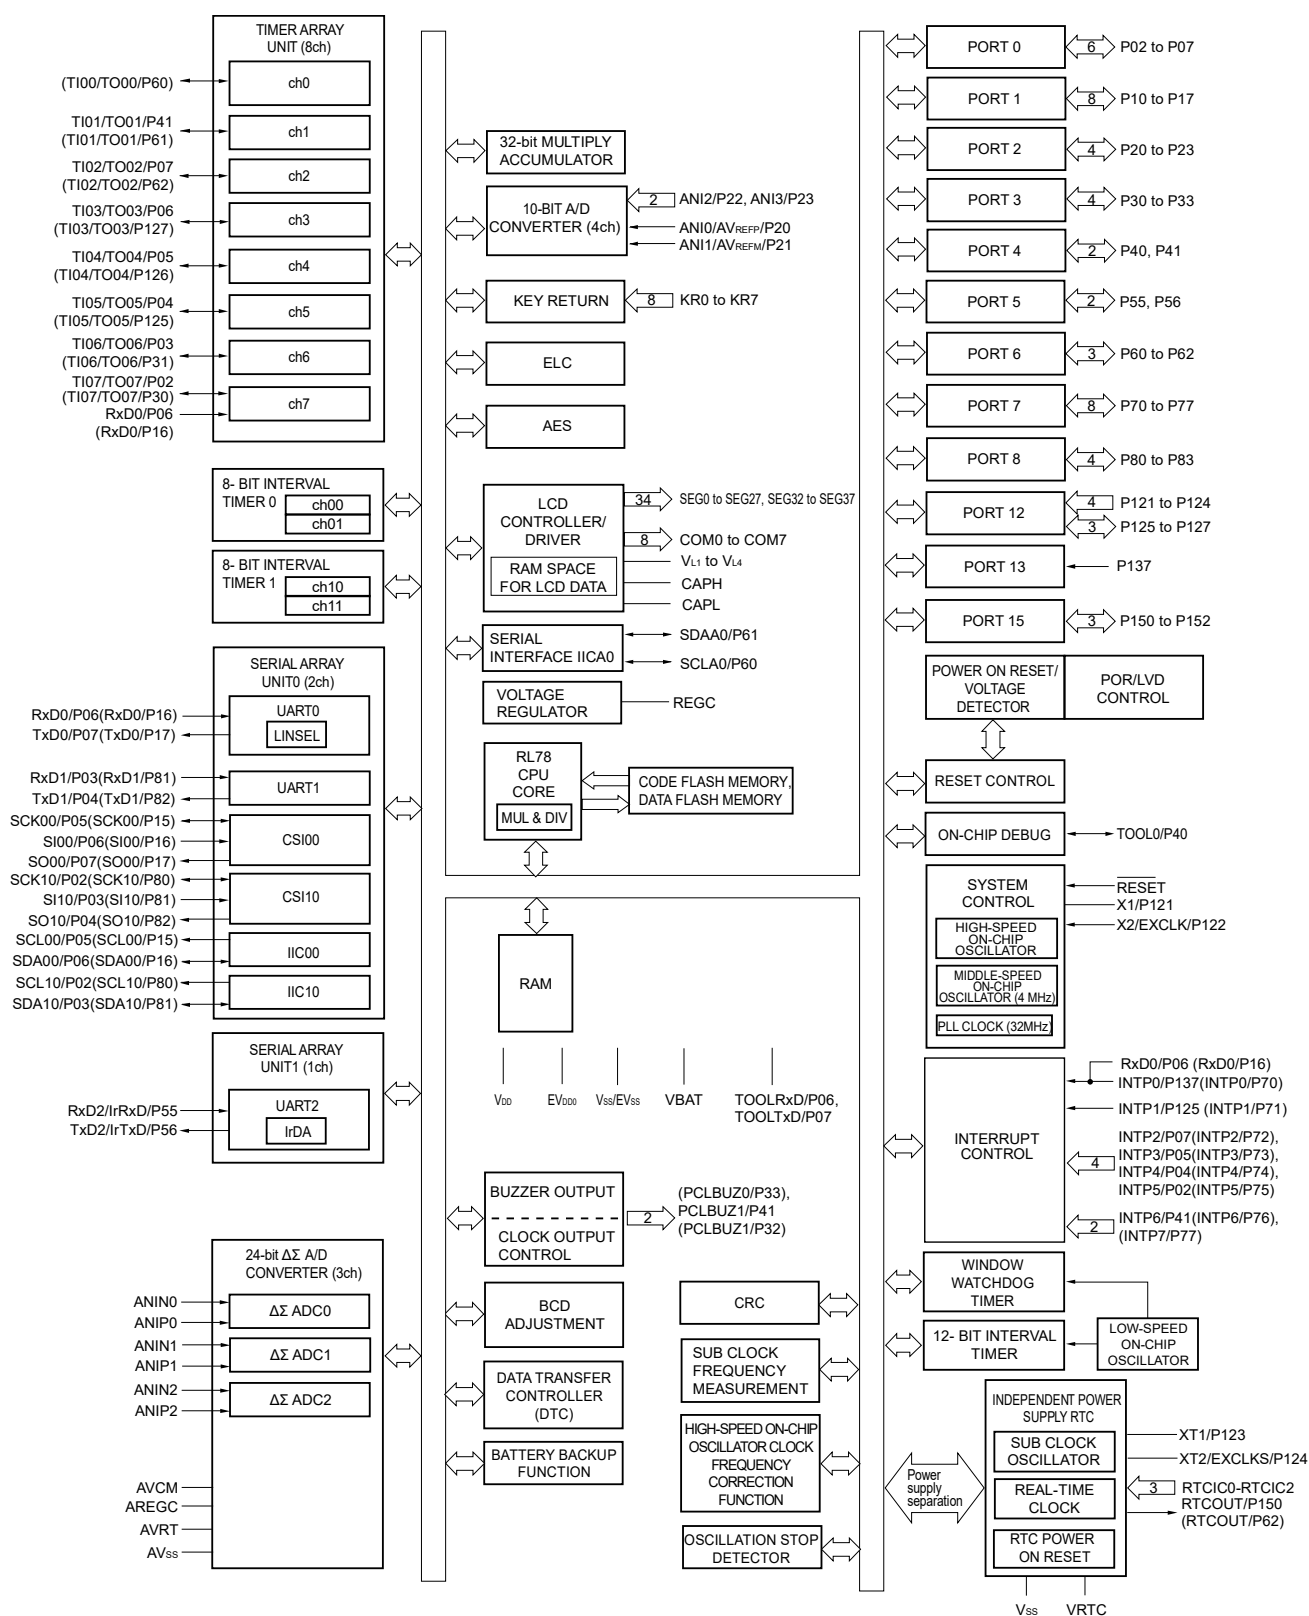 TIMER ARRAY
UNIT (8ch)
(TI00/TO00/P60)
ch0
TI01/TO01/P41
(TI01/TO01/P61)
ch1
TI02/TO02/P07
(TI02/TO02/P62)
ch2
TI03/TO03/P06
(TI03/TO03/P127)
ch3
TI04/TO04/P05
(TI04/TO04/P126)
ch4
TI05/TO05/P04
(TI05/TO05/P125)
ch5
TI06/TO06/P03
(TI06/TO06/P31)
ch6
TI07/TO07/P02
(TI07/TO07/P30)
RxD0/P06
(RxD0/P16)
ch7
8- BIT INTERVAL
TIMER 0
ch00
ch01
8- BIT INTERVAL
TIMER 1
ch10
ch11
SERIAL ARRAY
UNIT0 (2ch)
UART0
LINSEL
RxD0/P06(RxD0/P16)
TxD0/P07(TxD0/P17)
RxD1/P03(RxD1/P81)
TxD1/P04(TxD1/P82)
UART1
SCK00/P05(SCK00/P15)
SI00/P06(SI00/P16)
SO00/P07(SO00/P17)
CSI00
SCK10/P02(SCK10/P80)
SI10/P03(SI10/P81)
SO10/P04(SO10/P82)
CSI10
SCL00/P05(SCL00/P15)
SDA00/P06(SDA00/P16)
IIC00
SCL10/P02(SCL10/P80)
SDA10/P03(SDA10/P81)
IIC10
SERIAL ARRAY
UNIT1 (1ch)
UART2
IrDA
RxD2/IrRxD/P55
TxD2/IrTxD/P56
24-bit ΔΣ A/D
CONVERTER (3ch)
ANIN0
ANIP0
ΔΣ ADC0
ANIN1
ANIP1
ΔΣ ADC1
ANIN2
ANIP2
ΔΣ ADC2
AVCM
AREGC
AVRT
AVss
32-bit MULTIPLY
ACCUMULATOR
10-BIT A/D
CONVERTER (4ch)
2
ANI2/P22, ANI3/P23
ANI0/AVREFP/P20
ANI1/AVREFM/P21
KEY RETURN
8
KR0 to KR7
ELC
AES
LCD
CONTROLLER/
DRIVER
RAM SPACE
FOR LCD DATA
34
SEG0 to SEG27, SEG32 to SEG37
8
COM0 to COM7
VL1 to VL4
CAPH
CAPL
SERIAL
INTERFACE IICA0
SDAA0/P61
SCLA0/P60
VOLTAGE
REGULATOR
REGC
RL78
CPU
CORE
MUL & DIV
CODE FLASH MEMORY,
DATA FLASH MEMORY
RAM
VDD
EVDD0
Vss/EVss
VBAT
TOOLRxD/P06,
TOOLTxD/P07
BUZZER OUTPUT
CLOCK OUTPUT
CONTROL
2
(PCLBUZ0/P33),
PCLBUZ1/P41
(PCLBUZ1/P32)
BCD
ADJUSTMENT
DATA TRANSFER
CONTROLLER
(DTC)
BATTERY BACKUP
FUNCTION
CRC
SUB CLOCK
FREQUENCY
MEASUREMENT
HIGH-SPEED ON-CHIP
OSCILLATOR CLOCK
FREQUENCY
CORRECTION
FUNCTION
OSCILLATION STOP
DETECTOR
PORT 0
6
P02 to P07
PORT 1
8
P10 to P17
PORT 2
4
P20 to P23
PORT 3
4
P30 to P33
PORT 4
2
P40, P41
PORT 5
2
P55, P56
PORT 6
3
P60 to P62
PORT 7
8
P70 to P77
PORT 8
4
P80 to P83
PORT 12
4
P121 to P124
3
P125 to P127
PORT 13
P137
PORT 15
3
P150 to P152
POWER ON RESET/
VOLTAGE
DETECTOR
POR/LVD
CONTROL
RESET CONTROL
ON-CHIP DEBUG
TOOL0/P40
SYSTEM
CONTROL
RESET
X1/P121
X2/EXCLK/P122
HIGH-SPEED
ON-CHIP
OSCILLATOR
MIDDLE-SPEED
ON-CHIP
OSCILLATOR (4 MHz)
PLL CLOCK (32MHz)
INTERRUPT
CONTROL
RxD0/P06 (RxD0/P16)
INTP0/P137(INTP0/P70)
INTP1/P125 (INTP1/P71)
4
INTP2/P07(INTP2/P72),
INTP3/P05(INTP3/P73),
INTP4/P04(INTP4/P74),
INTP5/P02(INTP5/P75)
2
INTP6/P41(INTP6/P76),
(INTP7/P77)
WINDOW
WATCHDOG
TIMER
12- BIT INTERVAL
TIMER
LOW-SPEED
ON-CHIP
OSCILLATOR
Power
supply
separation
INDEPENDENT POWER
SUPPLY RTC
SUB CLOCK
OSCILLATOR
REAL-TIME
CLOCK
RTC POWER
ON RESET
XT1/P123
XT2/EXCLKS/P124
3
RTCIC0-RTCIC2
RTCOUT/P150
(RTCOUT/P62)
Vss
VRTC